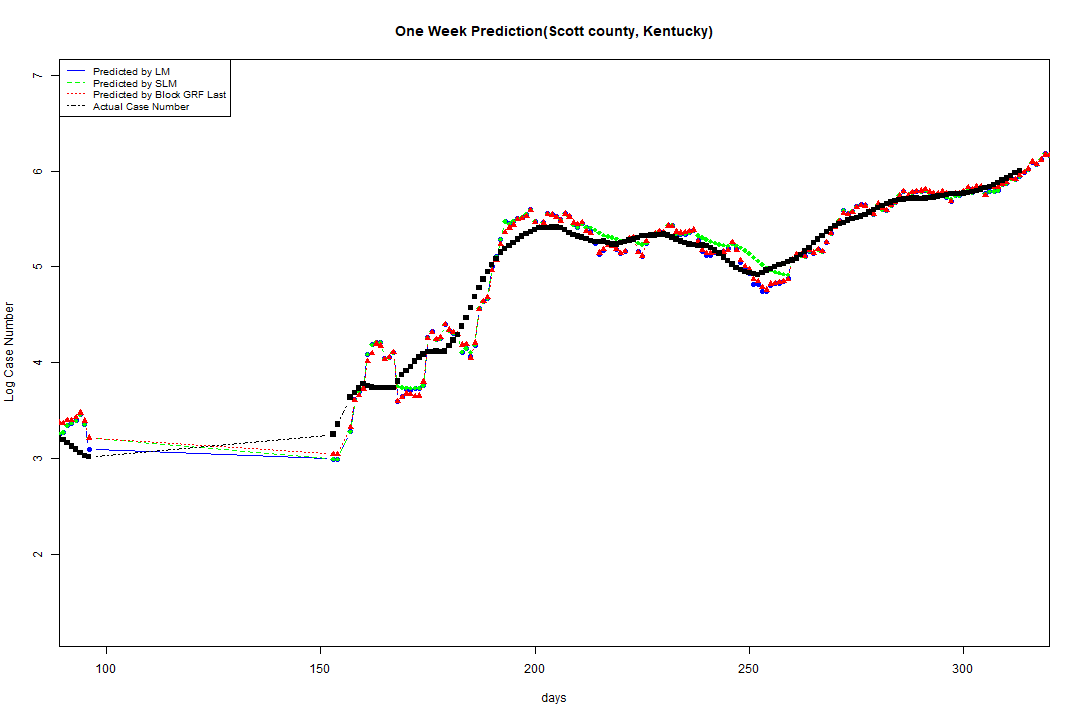 One Week Prediction(Scott county, Kentucky)
Predicted by LM
Predicted by SLM
Predicted by Block GRF Last
Actual Case Number
7
6
5
4
3
2
Log Case Number
100 150 200 250 300
days